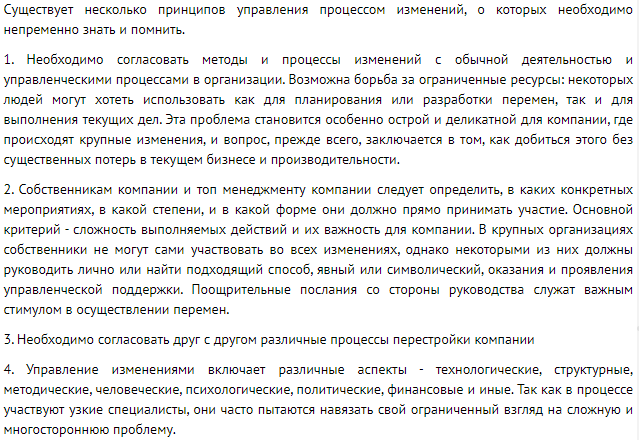 Существует несколько принципов управления процессом изменений, о которых необходимо
непременно знать и помнить.
1. Необходимо согласовать методы и процессы изменений с обычной деятельностью и
управленческими процессами в организации. Возможна борьба за ограниченные ресурсы: некоторых
людей могут хотеть использовать как для планирования или разработки перемен, так и для
выполнения текущих дел. Эта проблема становится особенно острой и деликатной для компании, где
происходят крупные изменения, и вопрос, прежде всего, заключается в том, как добиться этого без
существенных потерь в текущем бизнесе и производительности.
2. Собственникам компании и топ менеджменту компании следует определить, в каких конкретных
мероприятиях, в какой степени, и в какой форме они должно прямо принимать участие. Основной
критерий - сложность выполняемых действий и их важность для компании. В крупных организациях
собственники не могут сами участвовать во всех изменениях, однако некоторыми из них должны
руководить лично или найти подходящий способ, явный или символический, оказания и проявления
управленческой поддержки. Поощрительные послания со стороны руководства служат важным
стимулом в осуществлении перемен.
3. Необходимо согласовать друг с другом различные процессы перестройки компании
4. Управление изменениями включает различные аспекты - технологические, структурные,
методические, человеческие, психологические, политические, финансовые и иные. Так как в процессе
участвуют узкие специалисты, они часто пытаются навязать свой ограниченный взгляд на сложную и
многостороннюю проблему.